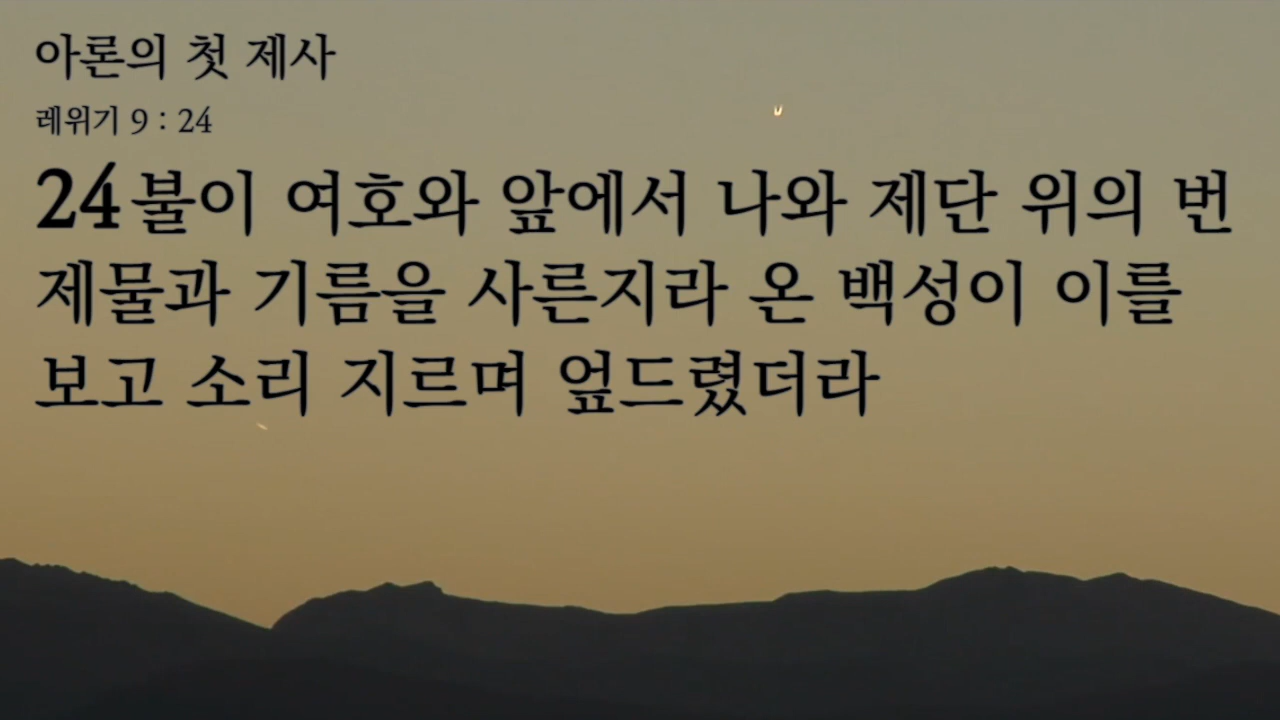 아론의 첫 제사
레위기 9 : 24
24 불이 여호와 앞에서 나와 제단 위의 번
제물과 기름을 사른지라 온 백성이 이를
보고 소리 지르며 엎드렸더라